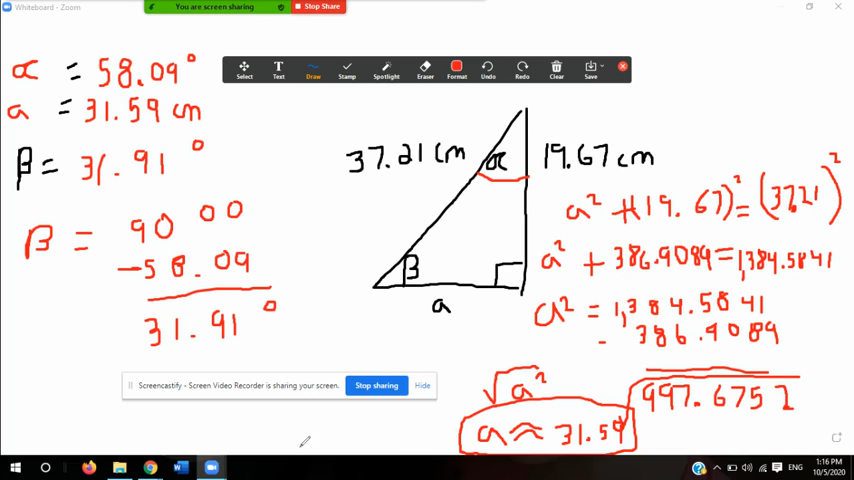 Whiteboard - Zoom
You are screen sharing
Stop Share
Select
Text
Draw
Stamp
Spotlight
Eraser
Format
Undo
Redo
Clear
Save
α = 58.09°
a = 31.59 cm
β = 31.91°
β = 90.00
-58.09
31.91°
37.21 cm
α
19.67 cm
β
a
a² + (19.67)² = (37.21)²
a² + 386.9089 = 1,384.5841
a² = 1,384.5841
- 386.9089
√a² √997.6752
a ≈ 31.59
Screencastify - Screen Video Recorder is sharing your screen.
Stop sharing
Hide
ENG
1:16 PM
10/5/2020